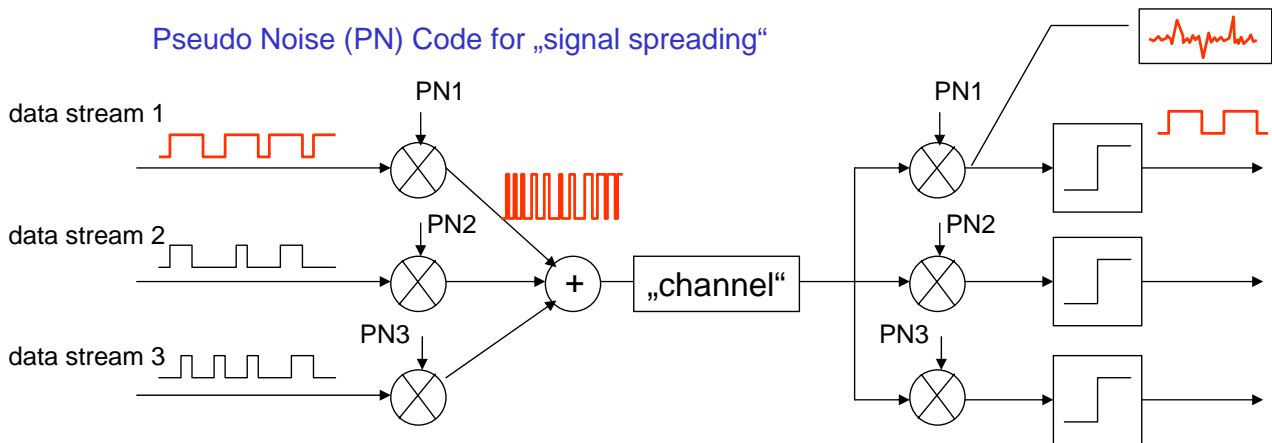 Pseudo Noise (PN) Code for „signal spreading“
PN1
PN1
data stream 1
data stream 2
PN2
PN2
+
„channel“
data stream 3
PN3
PN3